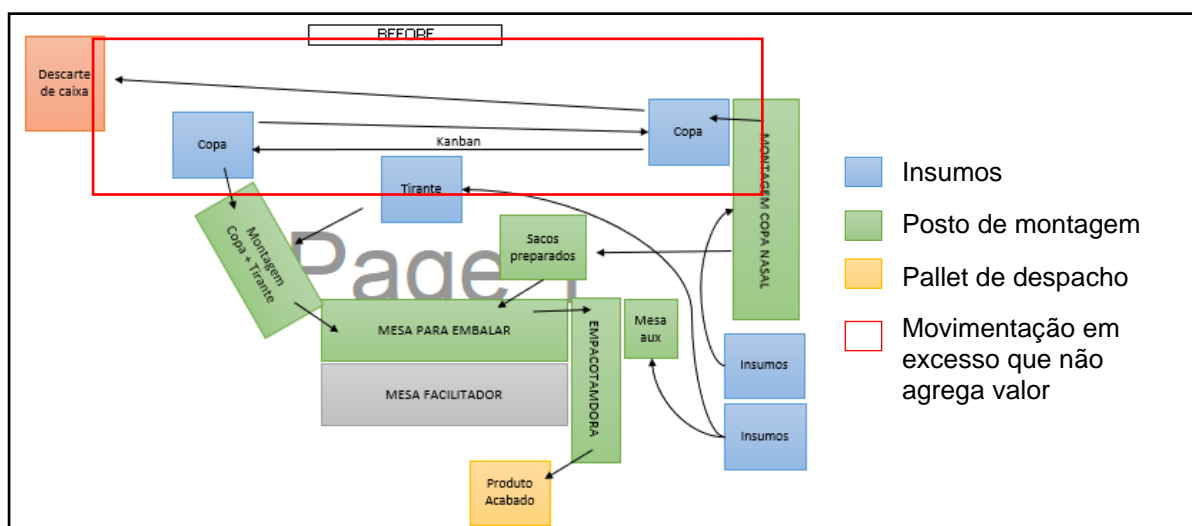 BEFORE
Descarte
de caixa
Copa
Kanban
Copa
MONTAGEM COPA NASAL
Tirante
Montagem
Copa + Tirante
Sacos
preparados
Page 1
MESA PARA EMBALAR
EMPACOTAMDORA
Mesa
aux
MESA FACILITADOR
Insumos
Insumos
Produto
Acabado
Insumos
Posto de montagem
Pallet de despacho
Movimentação em
excesso que não
agrega valor